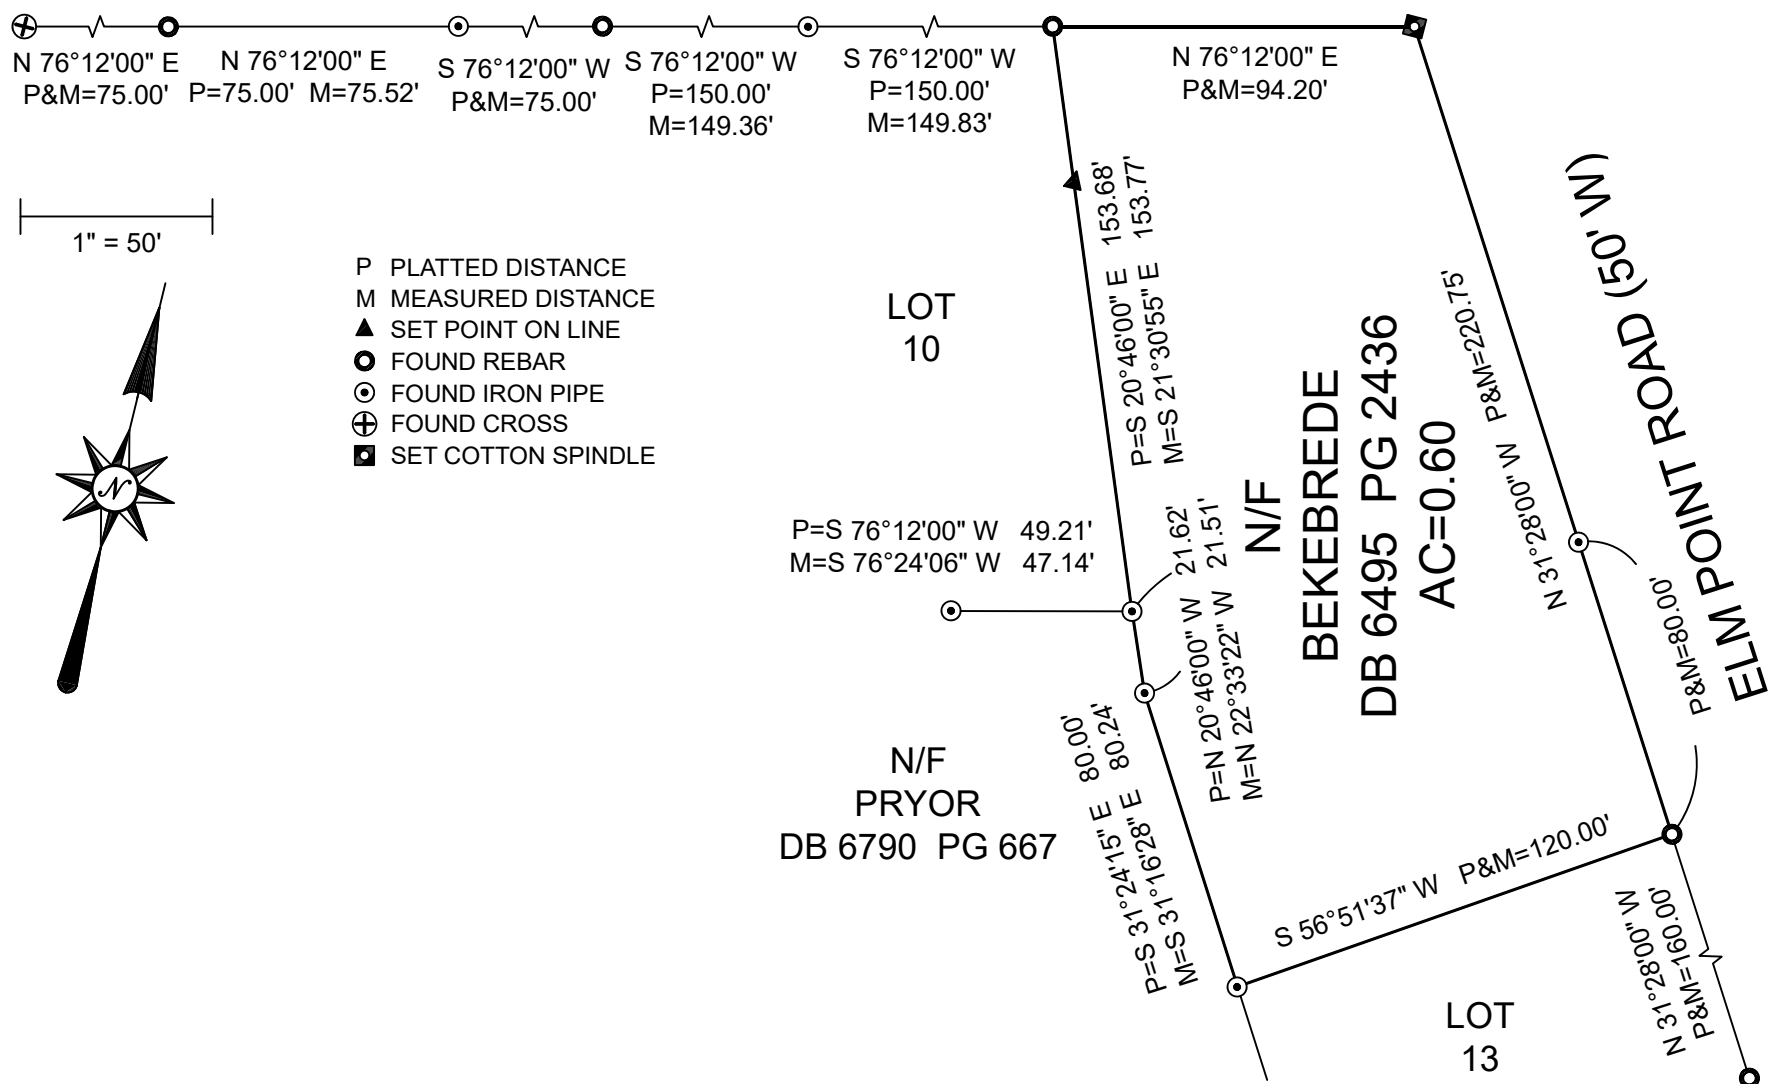 N 76°12'00" E
P&M=75.00'
N 76°12'00" E
P=75.00' M=75.52'
S 76°12'00" W
P&M=75.00'
S 76°12'00" W
P=150.00'
M=149.36'
S 76°12'00" W
P=150.00'
M=149.83'
N 76°12'00" E
P&M=94.20'
1" = 50'
P PLATTED DISTANCE
M MEASURED DISTANCE
SET POINT ON LINE
FOUND REBAR
FOUND IRON PIPE
FOUND CROSS
SET COTTON SPINDLE
N
LOT
10
P=S 20°46'00" E 153.68'
M=S 21°30'55" E 153.77'
P=S 76°12'00" W 49.21'
M=S 76°24'06" W 47.14'
P=N 20°46'00" W 21.62'
M=N 22°33'22" W 21.51'
N/F
BEKEBREDE
DB 6495 PG 2436
AC=0.60
N 31°28'00" W P&M=220.75'
ELM POINT ROAD (50' W)
P&M=80.00'
N/F
PRYOR
DB 6790 PG 667
P=S 31°24'15" E 80.00'
M=S 31°16'28" E 80.24'
S 56°51'37" W P&M=120.00'
N 31°28'00" W
P&M=160.00'
LOT
13